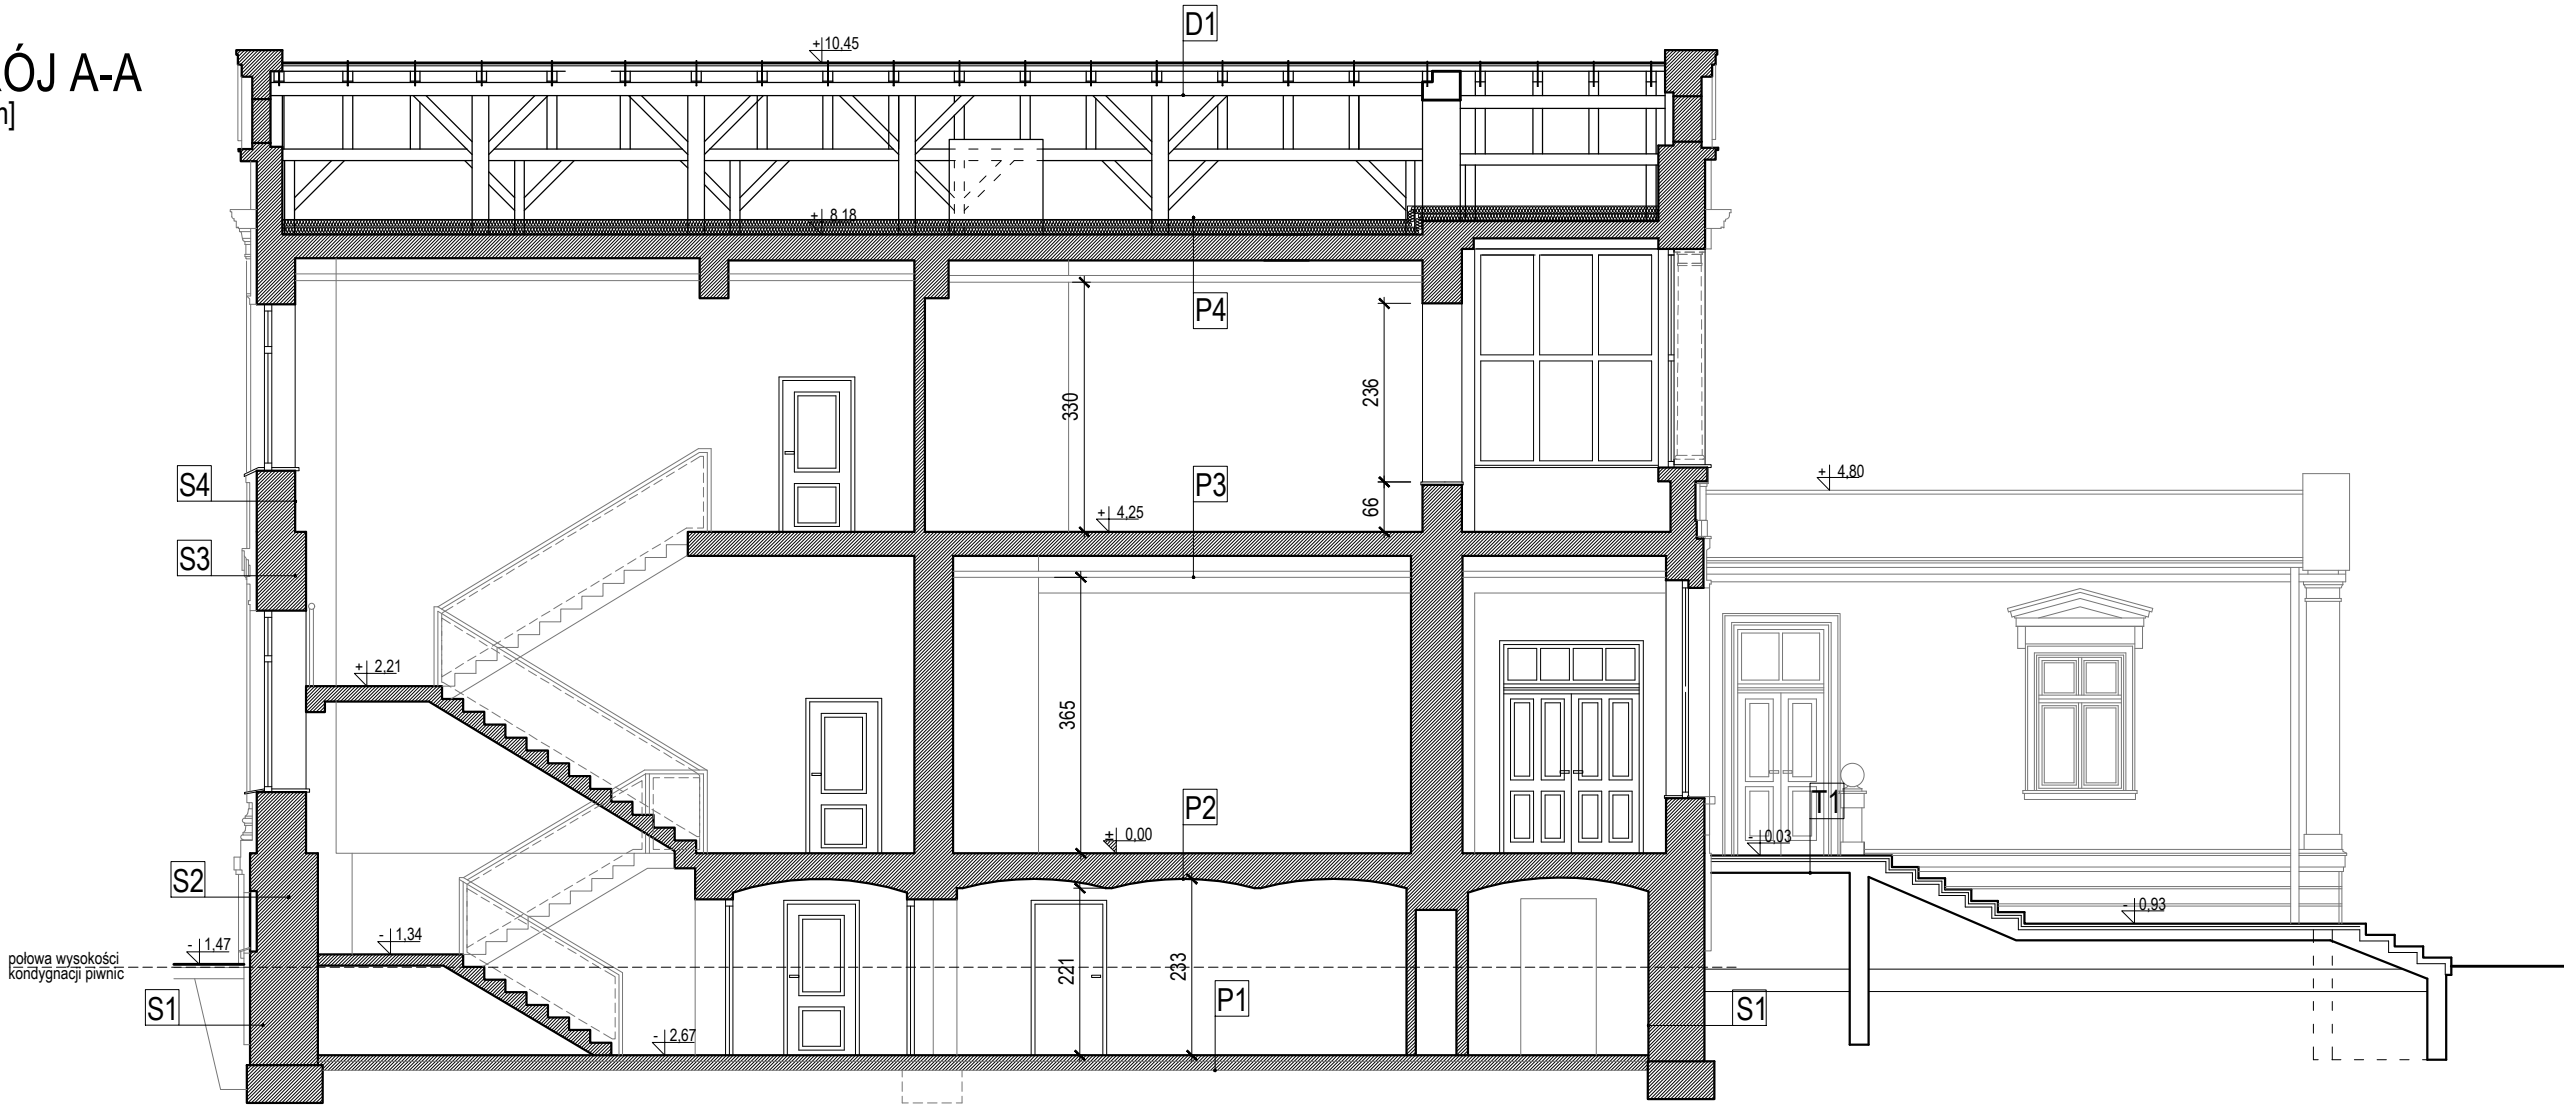 ÓJ A-A
D1
+10,45
+8,18
P4
330
236
66
S4
P3
+4,80
+4,25
S3
+2,21
365
P2
T1
±0,00
-0,03
S2
-0,93
-1,47
-1,34
połowa wysokości
kondygnacji piwnic
221
233
S1
P1
S1
-2,67